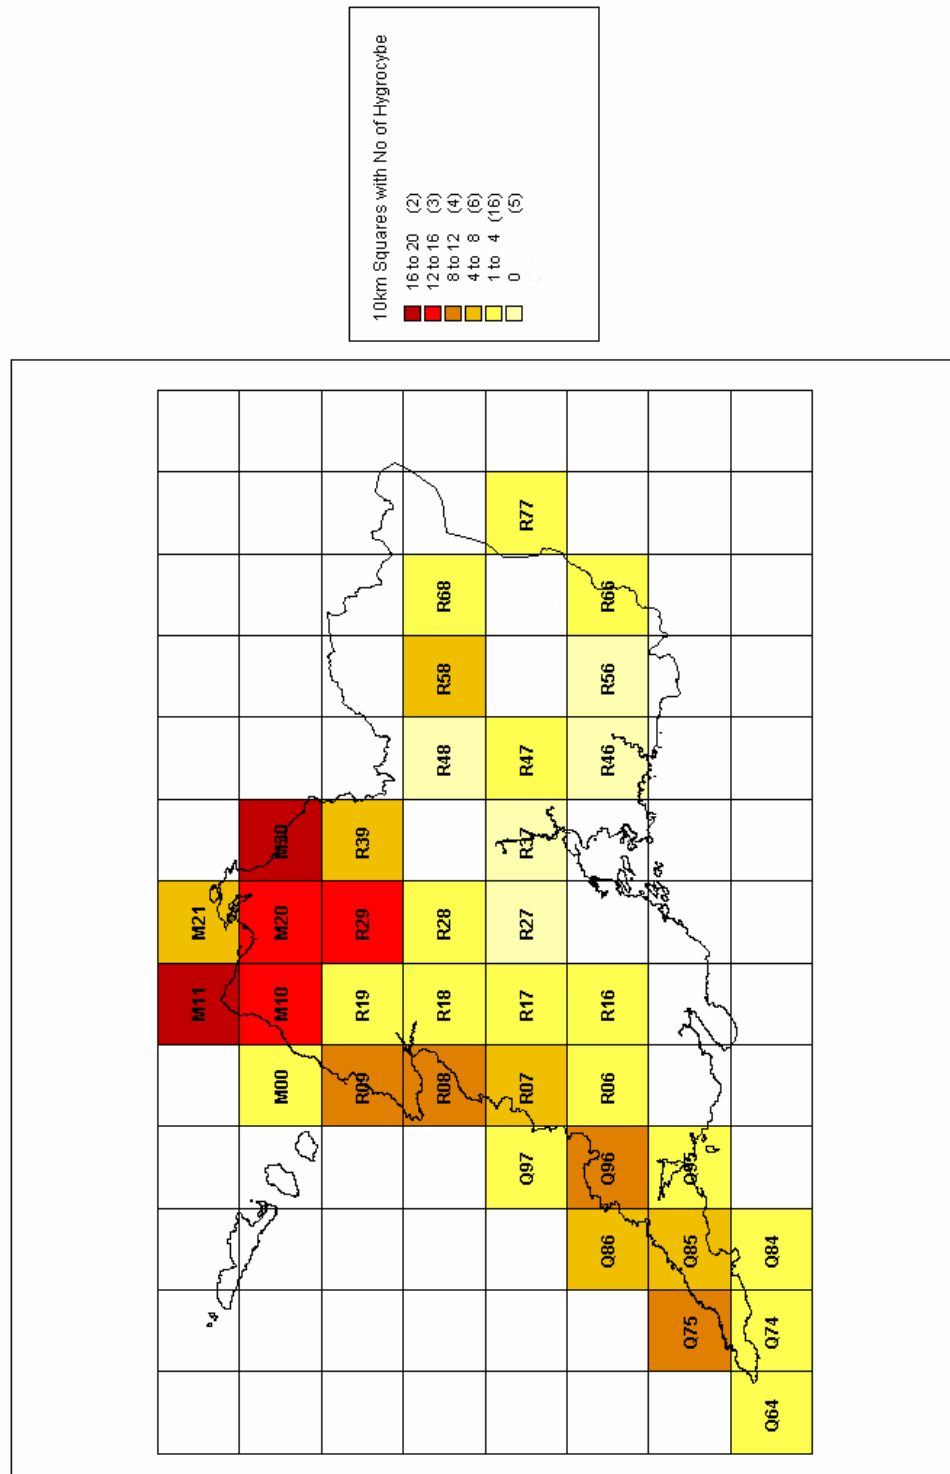 M11 M21
M00 M10 M20 M30
R09 R19 R29 R39
R08 R18 R28 R48 R58 R68
Q97 R07 R17 R27 R37 R47 R77
Q86 Q96 R06 R16 R46 R56 R66
Q75 Q85 Q95
Q64 Q74 Q84
10km Squares with No of Hygrocybe
16 to 20 (2)
12 to 16 (3)
8 to 12 (4)
4 to 8 (6)
1 to 4 (16)
0 (5)